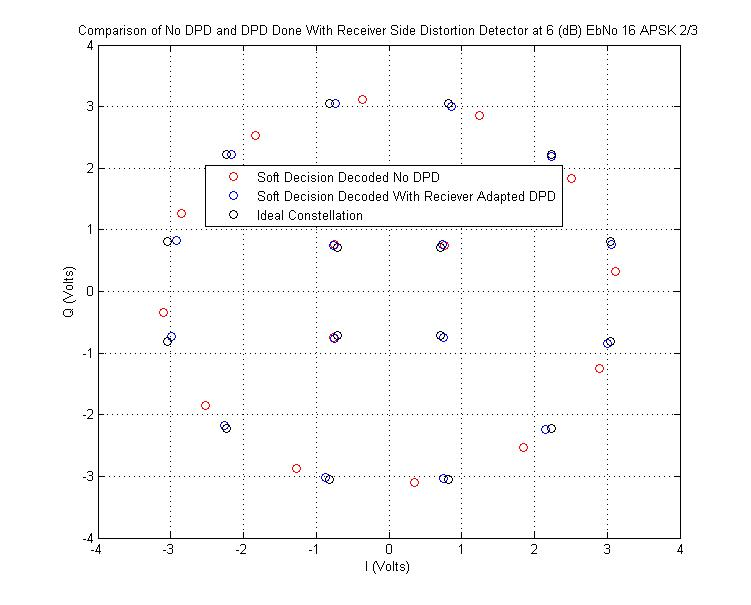 Comparison of No DPD and DPD Done With Receiver Side Distortion Detector at 6 (dB) EbNo 16 APSK 2/3
4
3
2
Soft Decision Decoded No DPD
Soft Decision Decoded With Reciever Adapted DPD
Ideal Constellation
1
0
-1
-2
-3
-4
Q (Volts)
-4 -3 -2 -1 0 1 2 3 4
I (Volts)